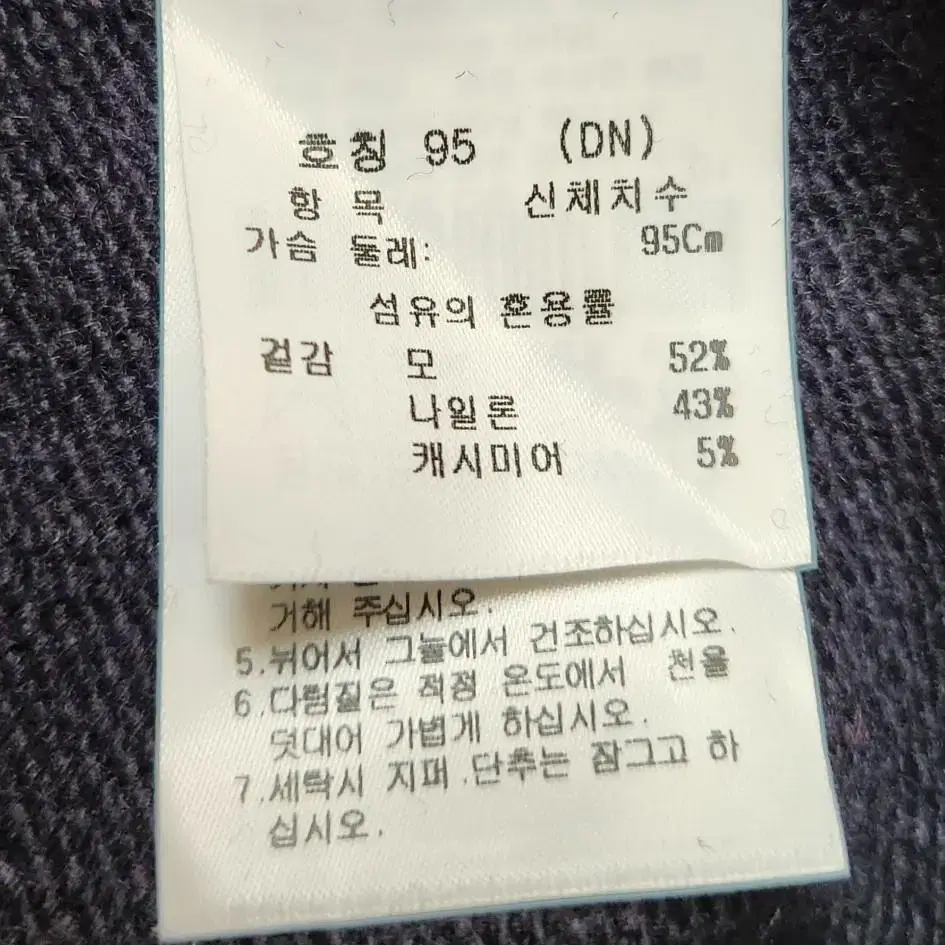 호칭 95 (DN)
항 목 신체치수
가슴 둘레: 95Cm
섬유의 혼용률
겉감 모 52%
나일론 43%
캐시미어 5%
거해 주십시오.
5.뉘어서 그늘에서 건조하십시오.
6.다림질은 적정 온도에서 천을
덧대어 가볍게 하십시오.
7.세탁시 지퍼.단추는 잠그고 하
십시오.